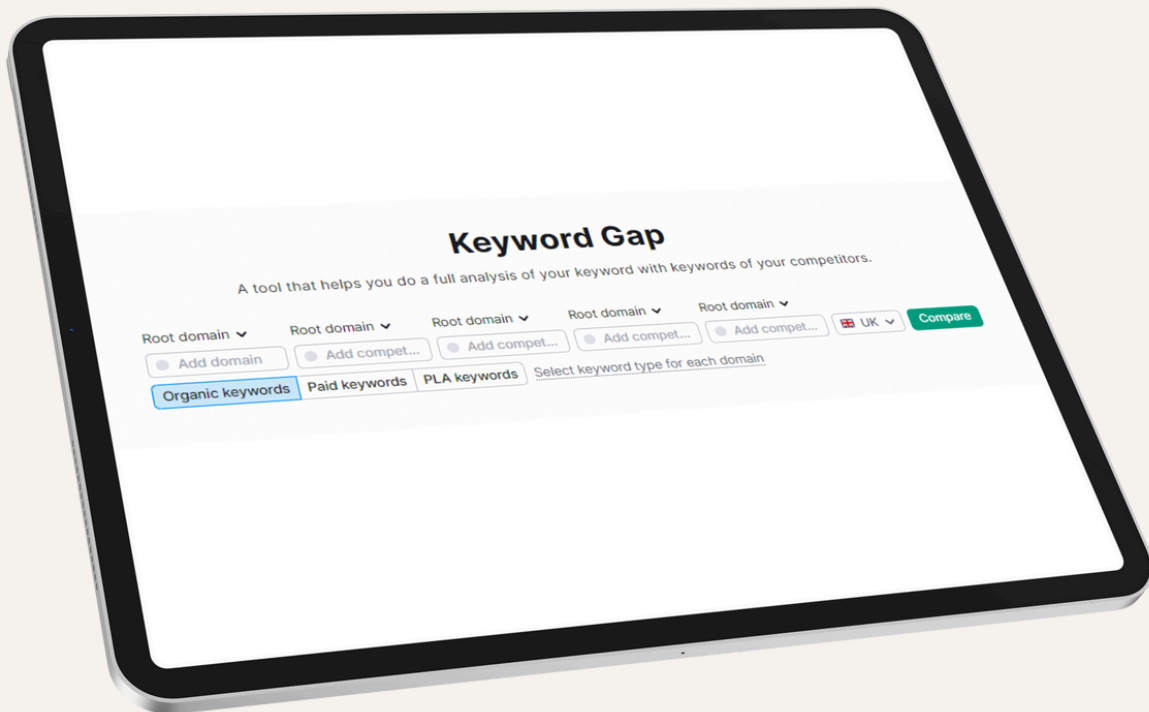 Keyword Gap
A tool that helps you do a full analysis of your keyword with keywords of your competitors.
Root domain Root domain Root domain Root domain Root domain
Add domain Add compet... Add compet... Add compet... Add compet... UK Compare
Organic keywords Paid keywords PLA keywords Select keyword type for each domain